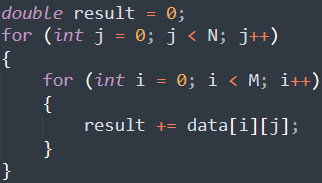 double result = 0;
for (int j = 0; j < N; j++)
{
    for (int i = 0; i < M; i++)
    {
        result += data[i][j];
    }
}